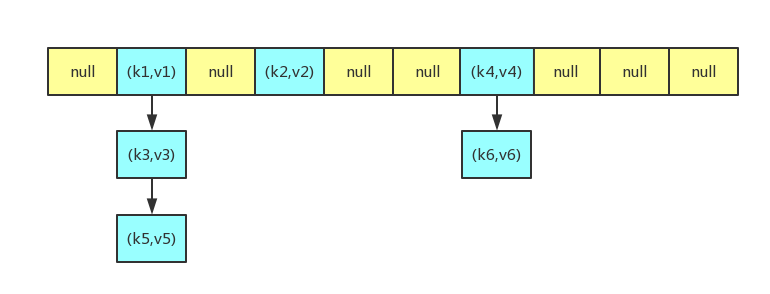 null (k1,v1) null (k2,v2) null null (k4,v4) null null null
(k3,v3) (k6,v6)
(k5,v5)